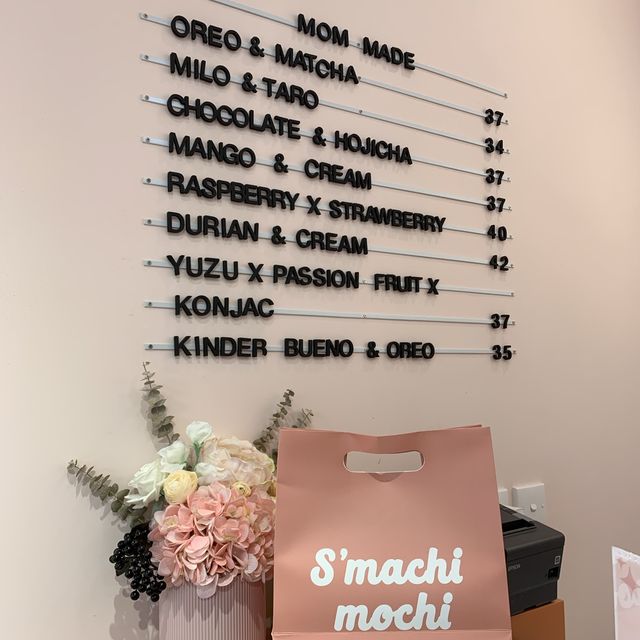 MOM MADE
OREO & MATCHA 37
MILO & TARO 34
CHOCOLATE & HOJICHA 37
MANGO & CREAM 37
RASPBERRY X STRAWBERRY 40
DURIAN & CREAM 42
YUZU X PASSION FRUIT X
KONJAC 37
KINDER BUENO & OREO 35
S'machi
mochi
EPSON